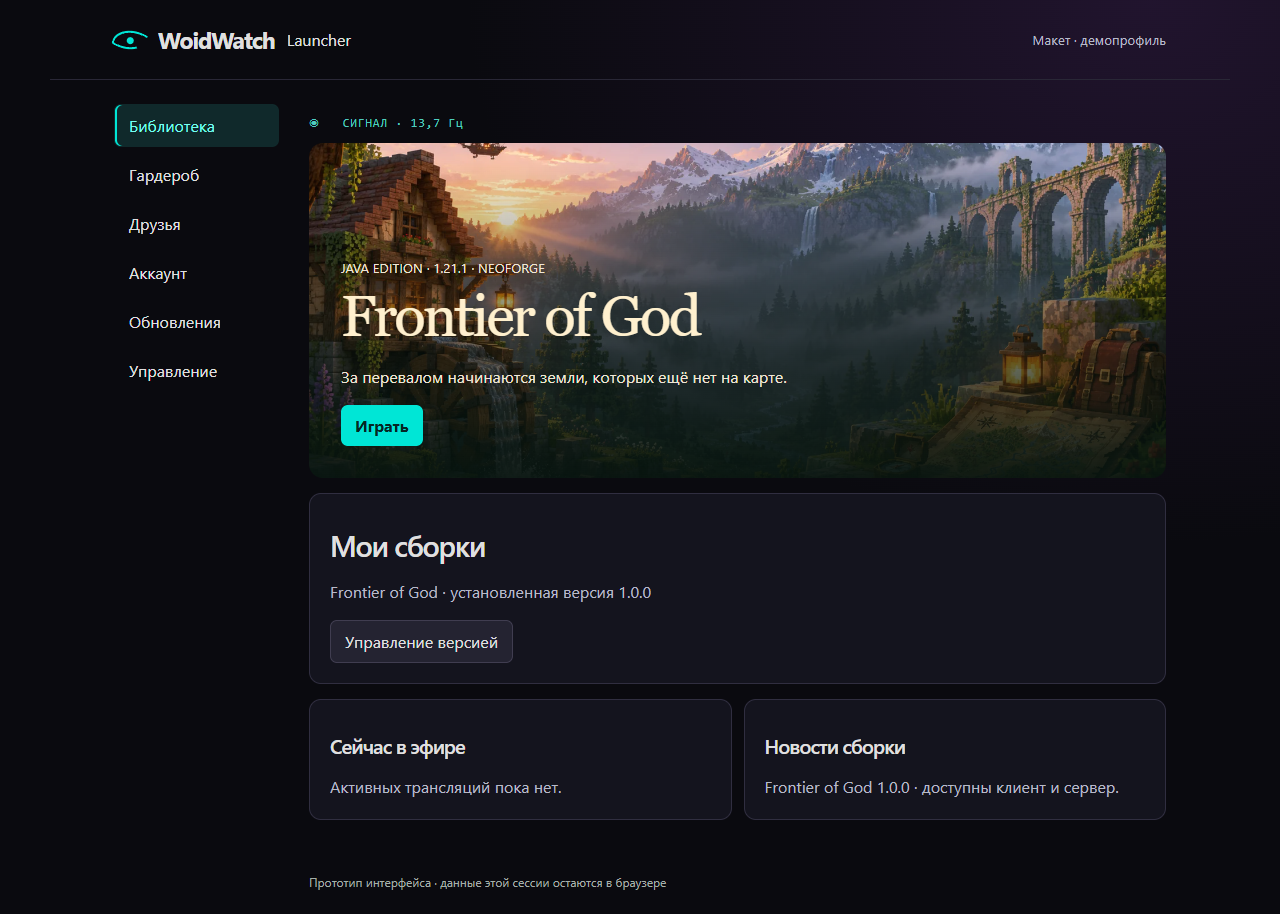 WoidWatch Launcher
Макет · демопрофиль
Библиотека
Гардероб
Друзья
Аккаунт
Обновления
Управление
СИГНАЛ · 13,7 Гц
JAVA EDITION · 1.21.1 · NEOFORGE
Frontier of God
За перевалом начинаются земли, которых ещё нет на карте.
Играть
Мои сборки
Frontier of God · установленная версия 1.0.0
Управление версией
Сейчас в эфире
Активных трансляций пока нет.
Новости сборки
Frontier of God 1.0.0 · доступны клиент и сервер.
Прототип интерфейса · данные этой сессии остаются в браузере